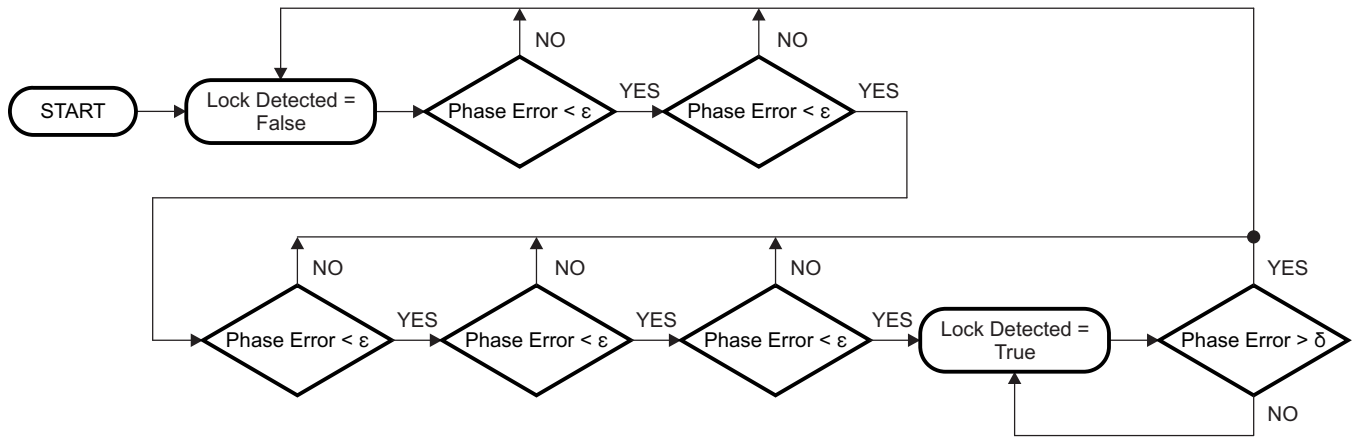 NO
NO
START
Lock Detected =
False
Phase Error < ε
YES
Phase Error < ε
YES
NO
NO
NO
YES
Phase Error < ε
YES
Phase Error < ε
YES
Phase Error < ε
YES
Lock Detected =
True
Phase Error > δ
NO